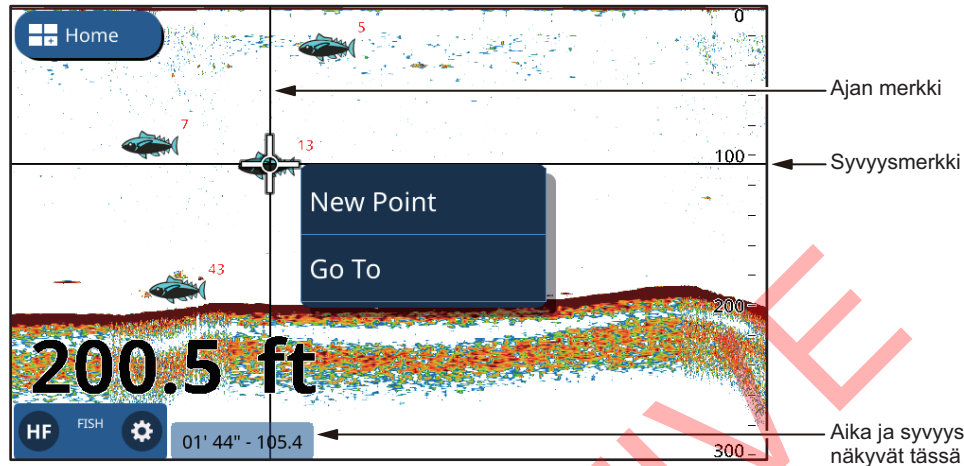 Home
5
0
Ajan merkki
7
13
100
Syvyysmerkki
New Point
Go To
43
200
200.5 ft
HF FISH
01' 44" - 105.4
300
Aika ja syvyys
näkyvät tässä